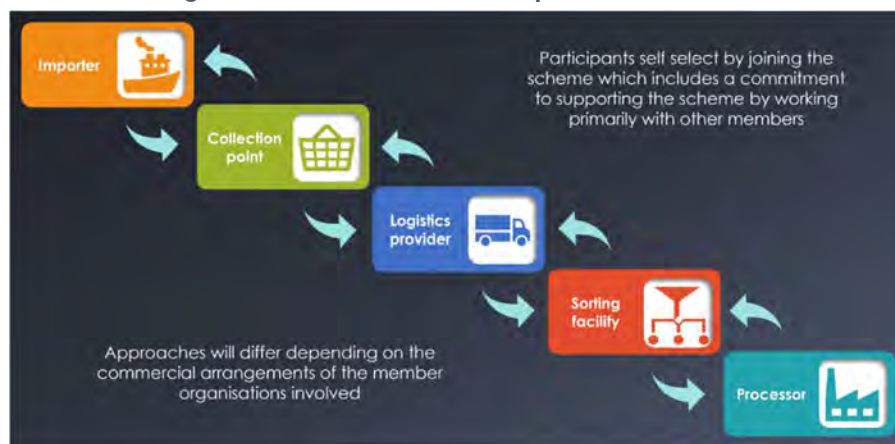 Importer
Participants self select by joining the
scheme which includes a commitment
to supporting the scheme by working
primarily with other members
Collection
point
Logistics
provider
Sorting
facility
Approaches will differ depending on the
commercial arrangements of the member
organisations involved
Processor